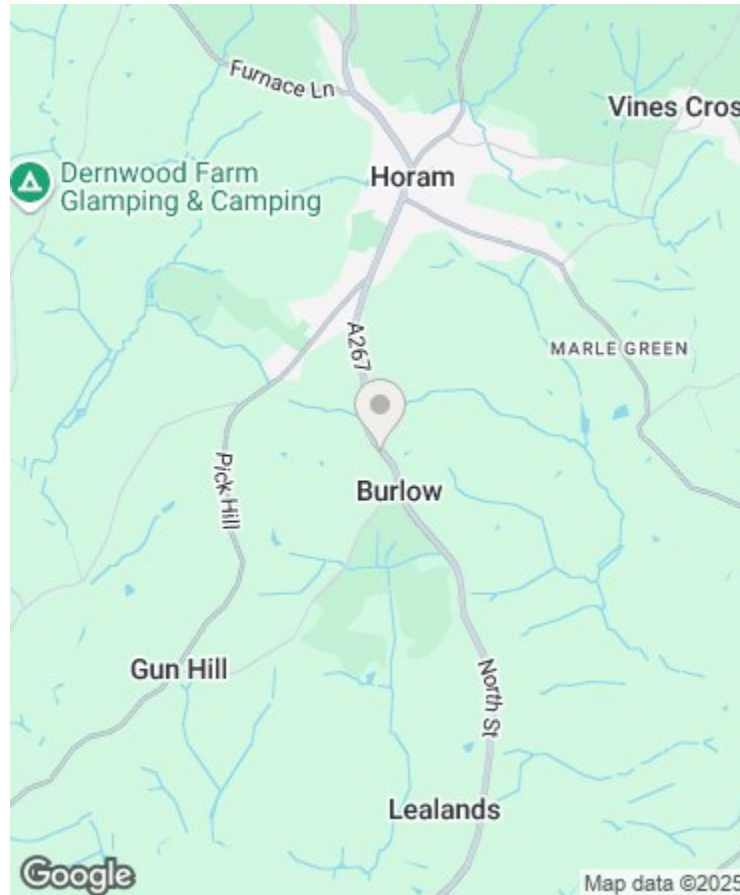 Furnace Ln
Vines Cros
Dernwood Farm
Glamping & Camping
Horam
A267
MARLE GREEN
Pick Hill
Burlow
Gun Hill
North St
Lealands
Google
Map data ©2025